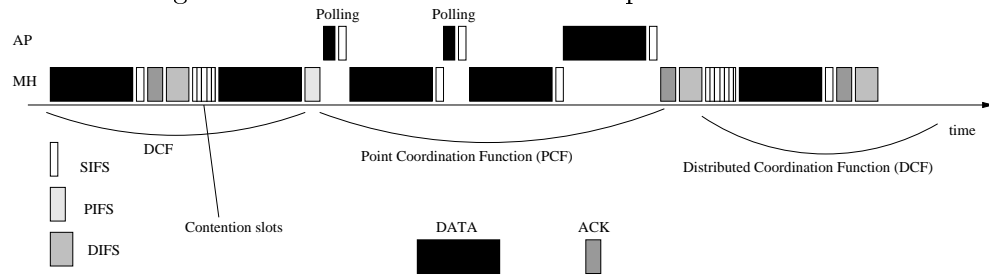 Polling Polling
AP
MH
time
DCF
Point Coordination Function (PCF)
Distributed Coordination Function (DCF)
SIFS
PIFS
Contention slots
DATA ACK
DIFS